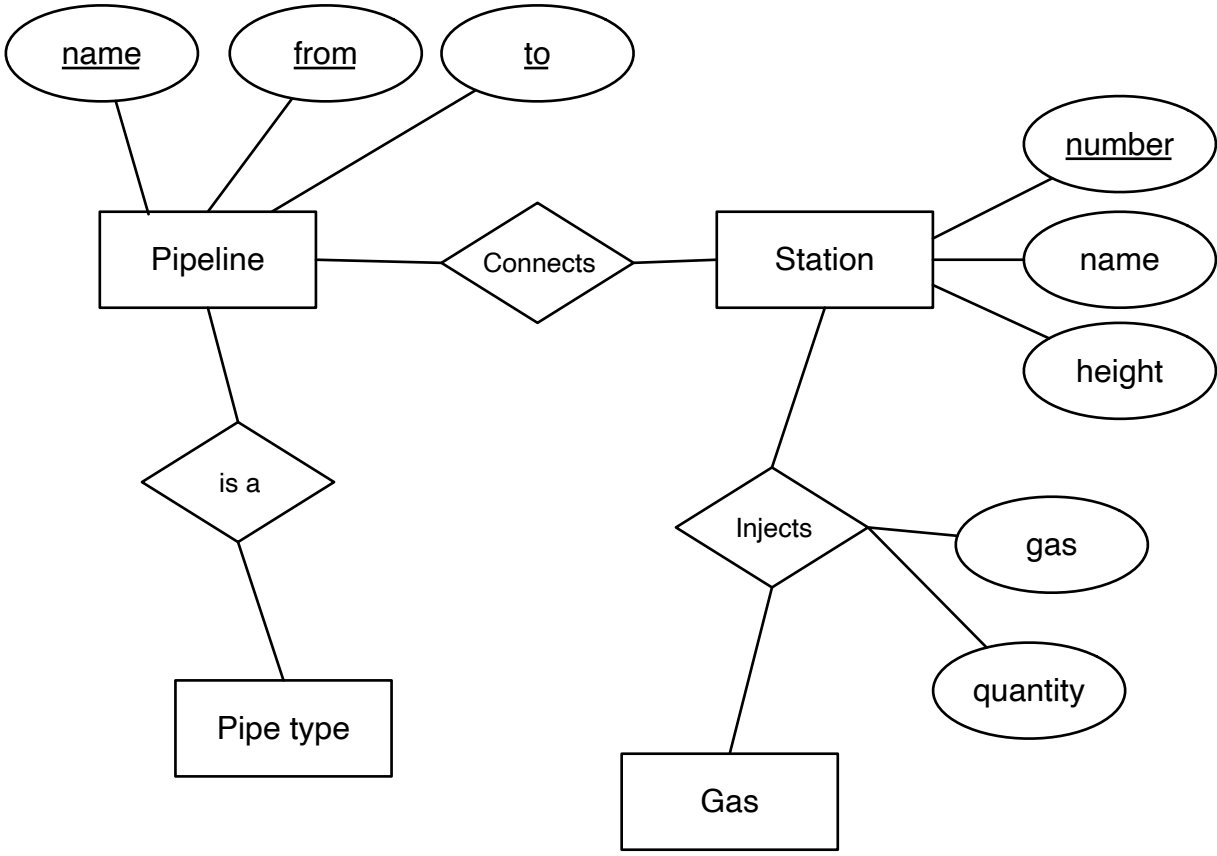 name
from
to
number
Pipeline
Connects
Station
name
height
is a
Injects
gas
quantity
Pipe type
Gas